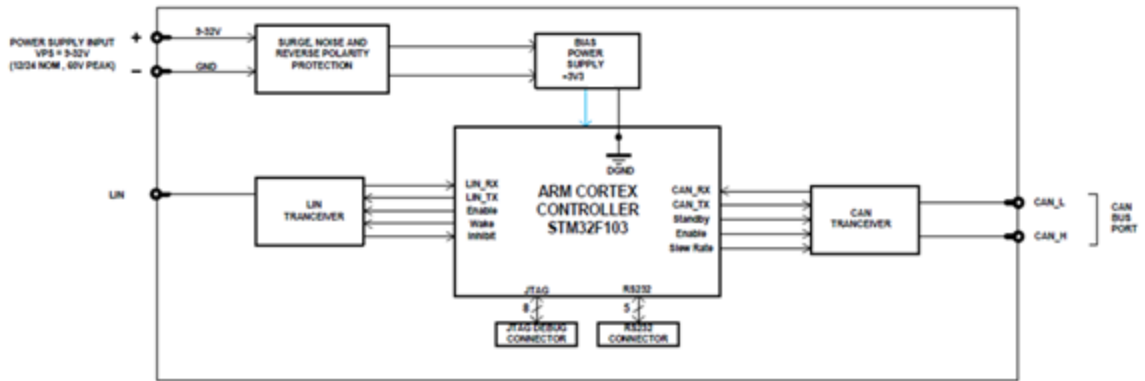 POWER SUPPLY INPUT
VPS = 9-32V
(12/24 NOM , 60V PEAK)
+
−
9-32V
GND
SURGE, NOISE AND
REVERSE POLARITY
PROTECTION
BIAS
POWER
SUPPLY
+3V3
DGND
LIN
LIN
TRANCEIVER
LIN_RX
LIN_TX
Enable
Wake
Inhibit
ARM CORTEX
CONTROLLER
STM32F103
CAN_RX
CAN_TX
Standby
Enable
Slew Rate
CAN
TRANCEIVER
CAN_L
CAN_H
CAN
BUS
PORT
JTAG
RS232
8
5
JTAG DEBUG
CONNECTOR
RS232
CONNECTOR